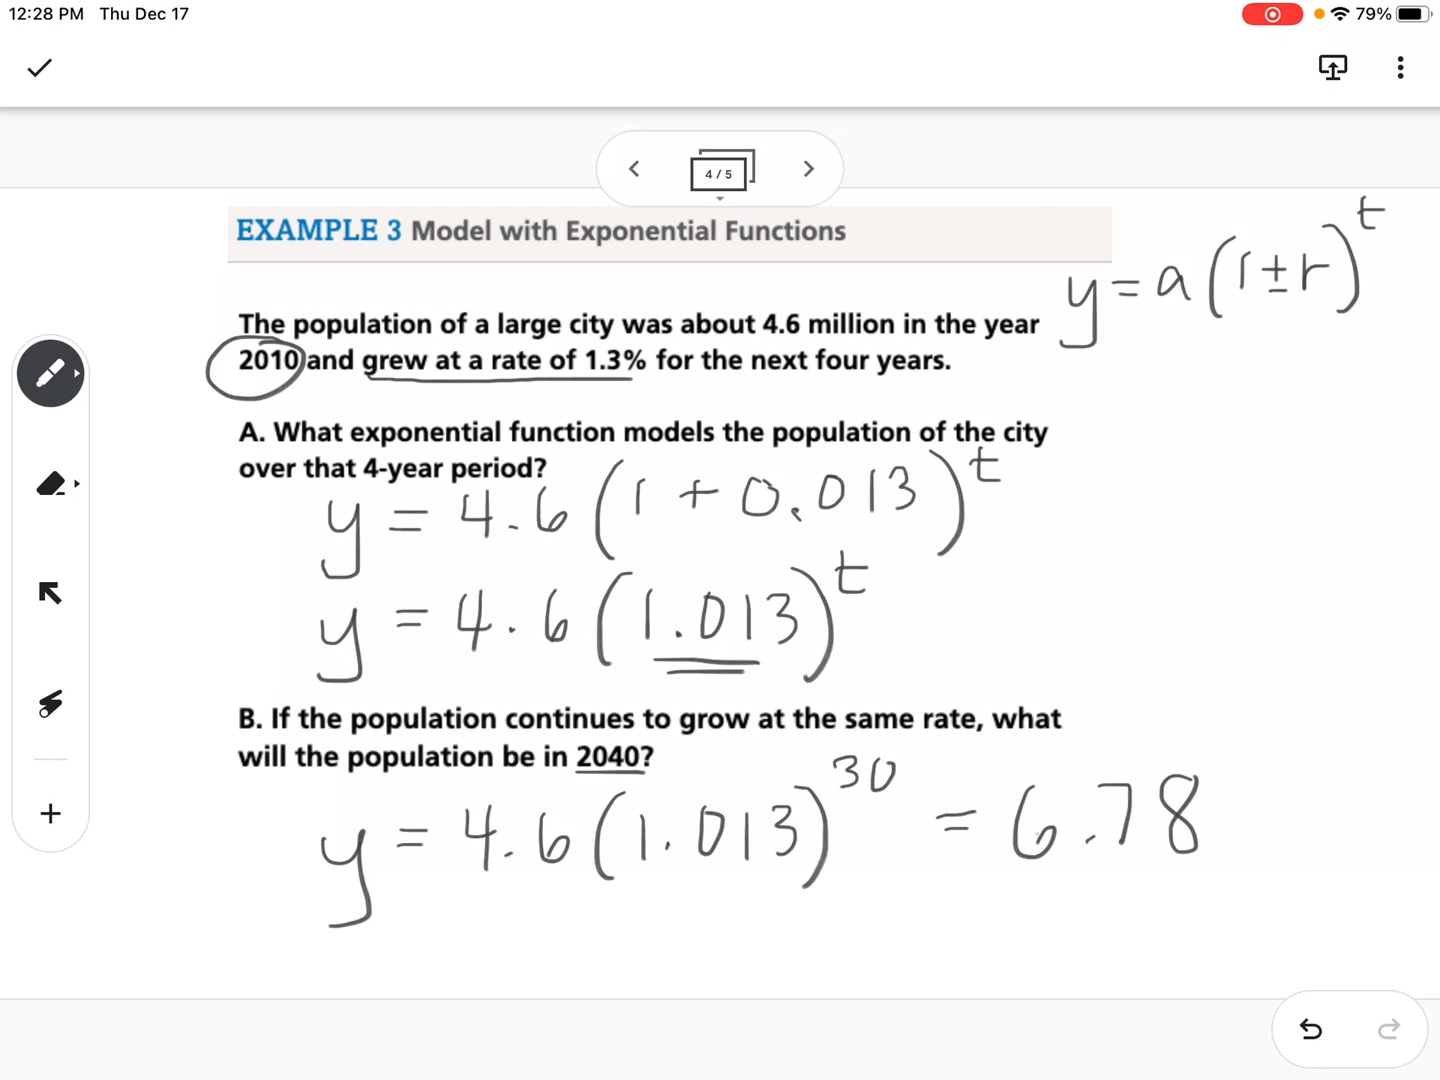 12:28 PM Thu Dec 17
79%
4 / 5
EXAMPLE 3 Model with Exponential Functions
y = a(1±r)^t
The population of a large city was about 4.6 million in the year
2010 and grew at a rate of 1.3% for the next four years.
A. What exponential function models the population of the city
over that 4-year period?
y = 4.6(1 + 0.013)^t
y = 4.6(1.013)^t
B. If the population continues to grow at the same rate, what
will the population be in 2040?
y = 4.6(1.013)^30 = 6.78